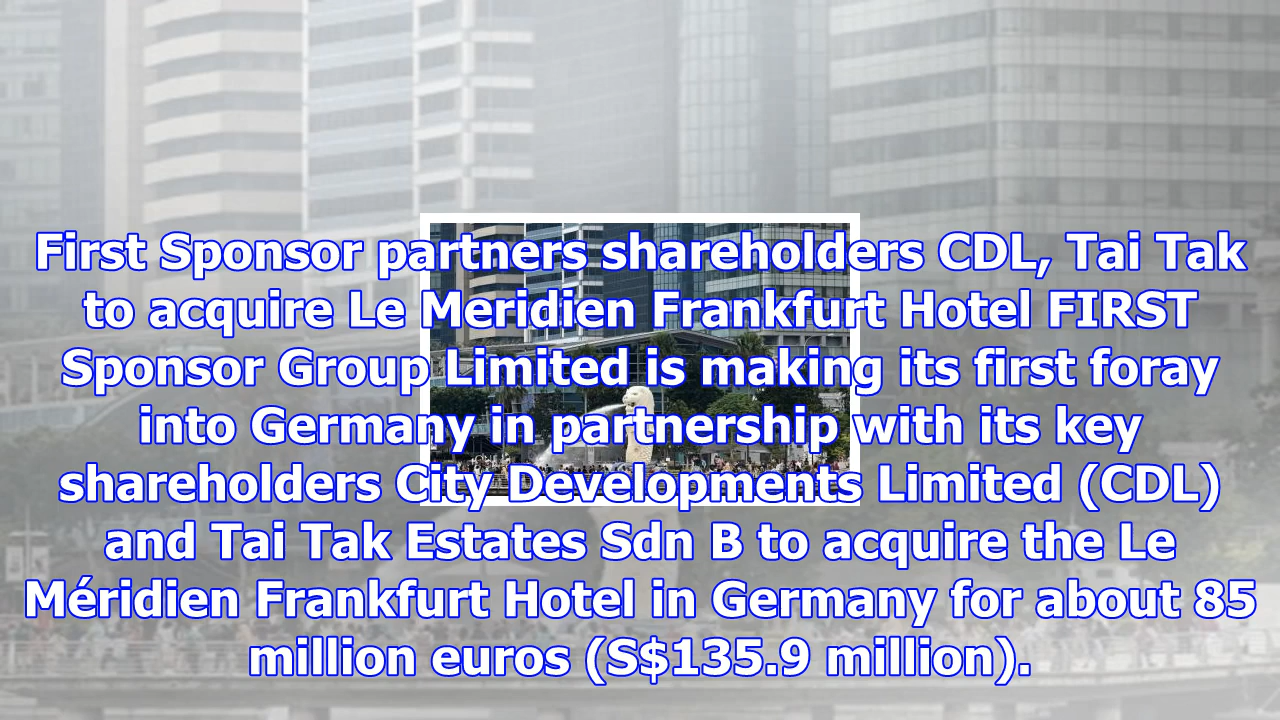 First Sponsor partners shareholders CDL, Tai Tak
to acquire Le Meridien Frankfurt Hotel FIRST
Sponsor Group Limited is making its first foray
into Germany in partnership with its key
shareholders City Developments Limited (CDL)
and Tai Tak Estates Sdn B to acquire the Le
Méridien Frankfurt Hotel in Germany for about 85
million euros (S$135.9 million).